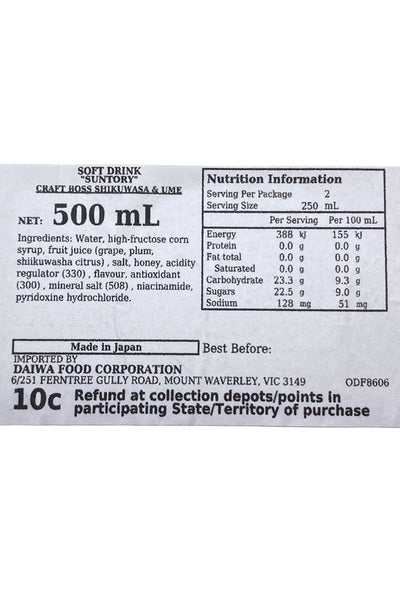 SOFT DRINK
"SUNTORY"
CRAFT BOSS SHIKUWASA & UME
NET: 500 mL
Ingredients: Water, high-fructose corn
syrup, fruit juice (grape, plum,
shiikuwasha citrus) , salt, honey, acidity
regulator (330) , flavour, antioxidant
(300) , mineral salt (508) , niacinamide,
pyridoxine hydrochloride.
Nutrition Information
Serving Per Package 2
Serving Size 250 mL
Per Serving Per 100 mL
Energy 388 kj 155 kj
Protein 0.0 g 0.0 g
Fat total 0.0 g 0.0 g
Saturated 0.0 g 0.0 g
Carbohydrate 23.3 g 9.3 g
Sugars 22.5 g 9.0 g
Sodium 128 mg 51 mg
Made in Japan Best Before:
IMPORTED BY
DAIWA FOOD CORPORATION
6/251 FERNTREE GULLY ROAD, MOUNT WAVERLEY, VIC 3149 ODF8606
10c Refund at collection depots/points in
participating State/Territory of purchase